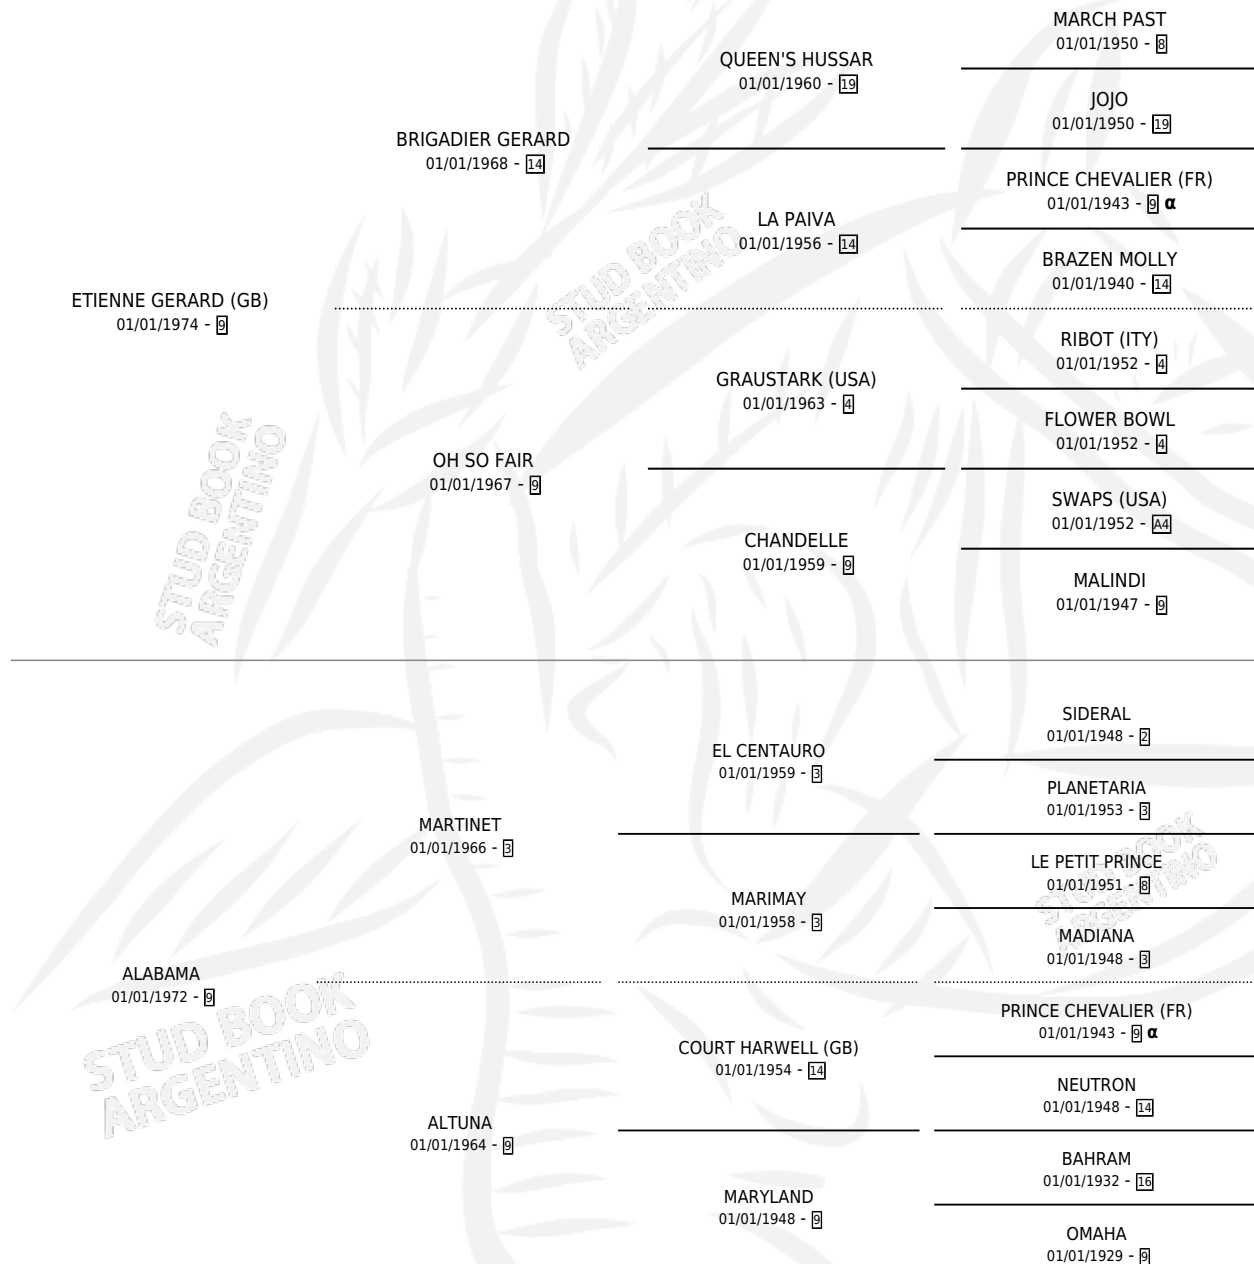 MARCH PAST
01/01/1950 - 8
QUEEN'S HUSSAR
01/01/1960 - 19
JOJO
01/01/1950 - 19
BRIGADIER GERARD
01/01/1968 - 14
PRINCE CHEVALIER (FR)
01/01/1943 - 9 α
LA PAIVA
01/01/1956 - 14
BRAZEN MOLLY
01/01/1940 - 14
ETIENNE GERARD (GB)
01/01/1974 - 9
RIBOT (ITY)
01/01/1952 - 4
GRAUSTARK (USA)
01/01/1963 - 4
FLOWER BOWL
01/01/1952 - 4
OH SO FAIR
01/01/1967 - 9
SWAPS (USA)
01/01/1952 - A4
CHANDELLE
01/01/1959 - 9
MALINDI
01/01/1947 - 9
SIDERAL
01/01/1948 - 2
EL CENTAURO
01/01/1959 - 3
PLANETARIA
01/01/1953 - 3
MARTINET
01/01/1966 - 3
LE PETIT PRINCE
01/01/1951 - 8
MARIMAY
01/01/1958 - 3
MADIANA
01/01/1948 - 3
ALABAMA
01/01/1972 - 9
PRINCE CHEVALIER (FR)
01/01/1943 - 9 α
COURT HARWELL (GB)
01/01/1954 - 14
NEUTRON
01/01/1948 - 14
ALTUNA
01/01/1964 - 9
BAHRAM
01/01/1932 - 16
MARYLAND
01/01/1948 - 9
OMAHA
01/01/1929 - 9
STUD BOOK
ARGENTINO
STUD BOOK
ARGENTINO
STUD BOOK
ARGENTINO
STUD BOOK
ARGENTINO